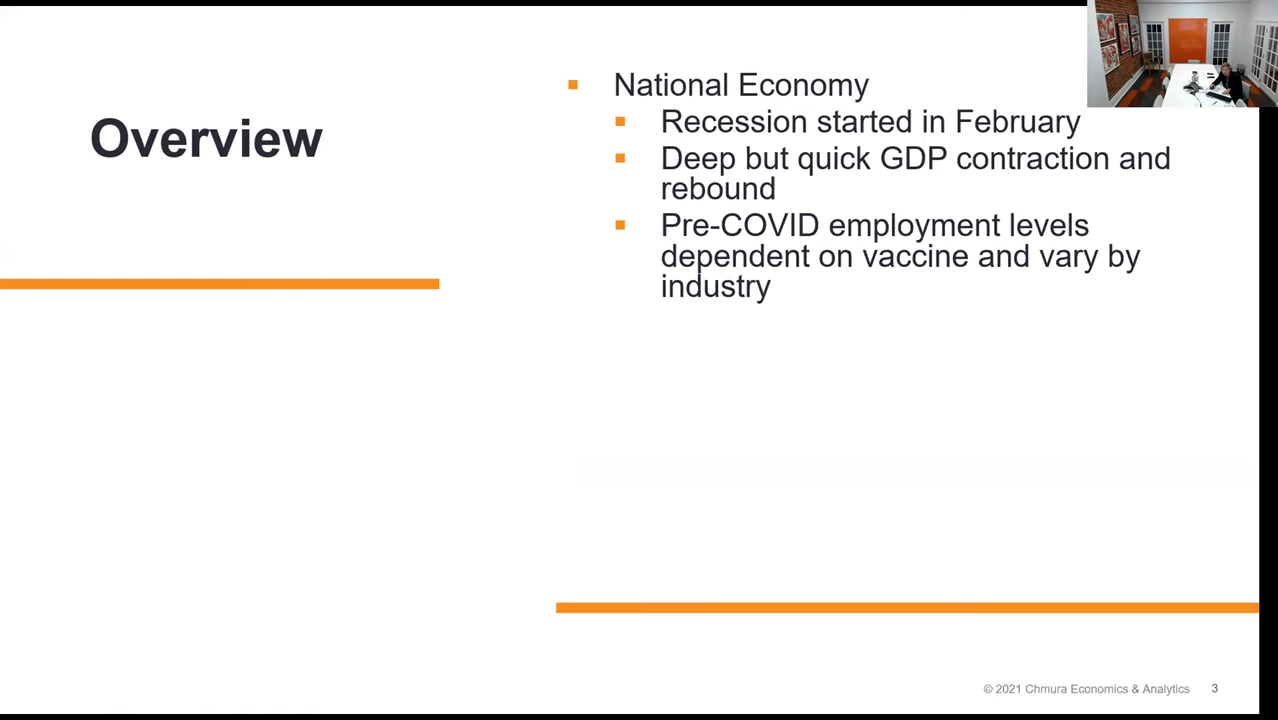 Overview
National Economy
Recession started in February
Deep but quick GDP contraction and
rebound
Pre-COVID employment levels
dependent on vaccine and vary by
industry
© 2021 Chmura Economics & Analytics 3